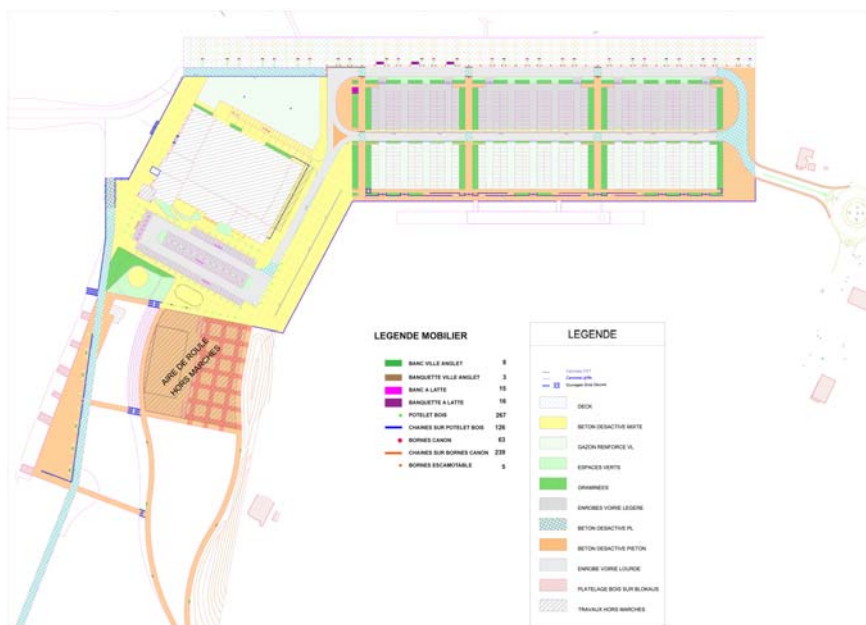 AIRE DE ROULE
HORS MARCHES
LEGENDE MOBILIER
BANC VILLE ANGLET 8
BANQUETTE VILLE ANGLET 3
BANC A LATTE 15
BANQUETTE A LATTE 16
POTELET BOIS 267
CHAINES SUR POTELET BOIS 126
BORNES CANON 63
CHAINES SUR BORNES CANON 239
BORNES ESCAMOTABLE 5
LEGENDE
DECK
BETON DESACTIVE MIXTE
GAZON RENFORCE VL
ESPACES VERTS
GRAMINEES
ENROBES VOIRIE LEGERE
BETON DESACTIVE PL
BETON DESACTIVE PIETON
ENROBE VOIRIE LOURDE
PLATELAGE BOIS SUR BLOKAUS
TRAVAUX HORS MARCHES